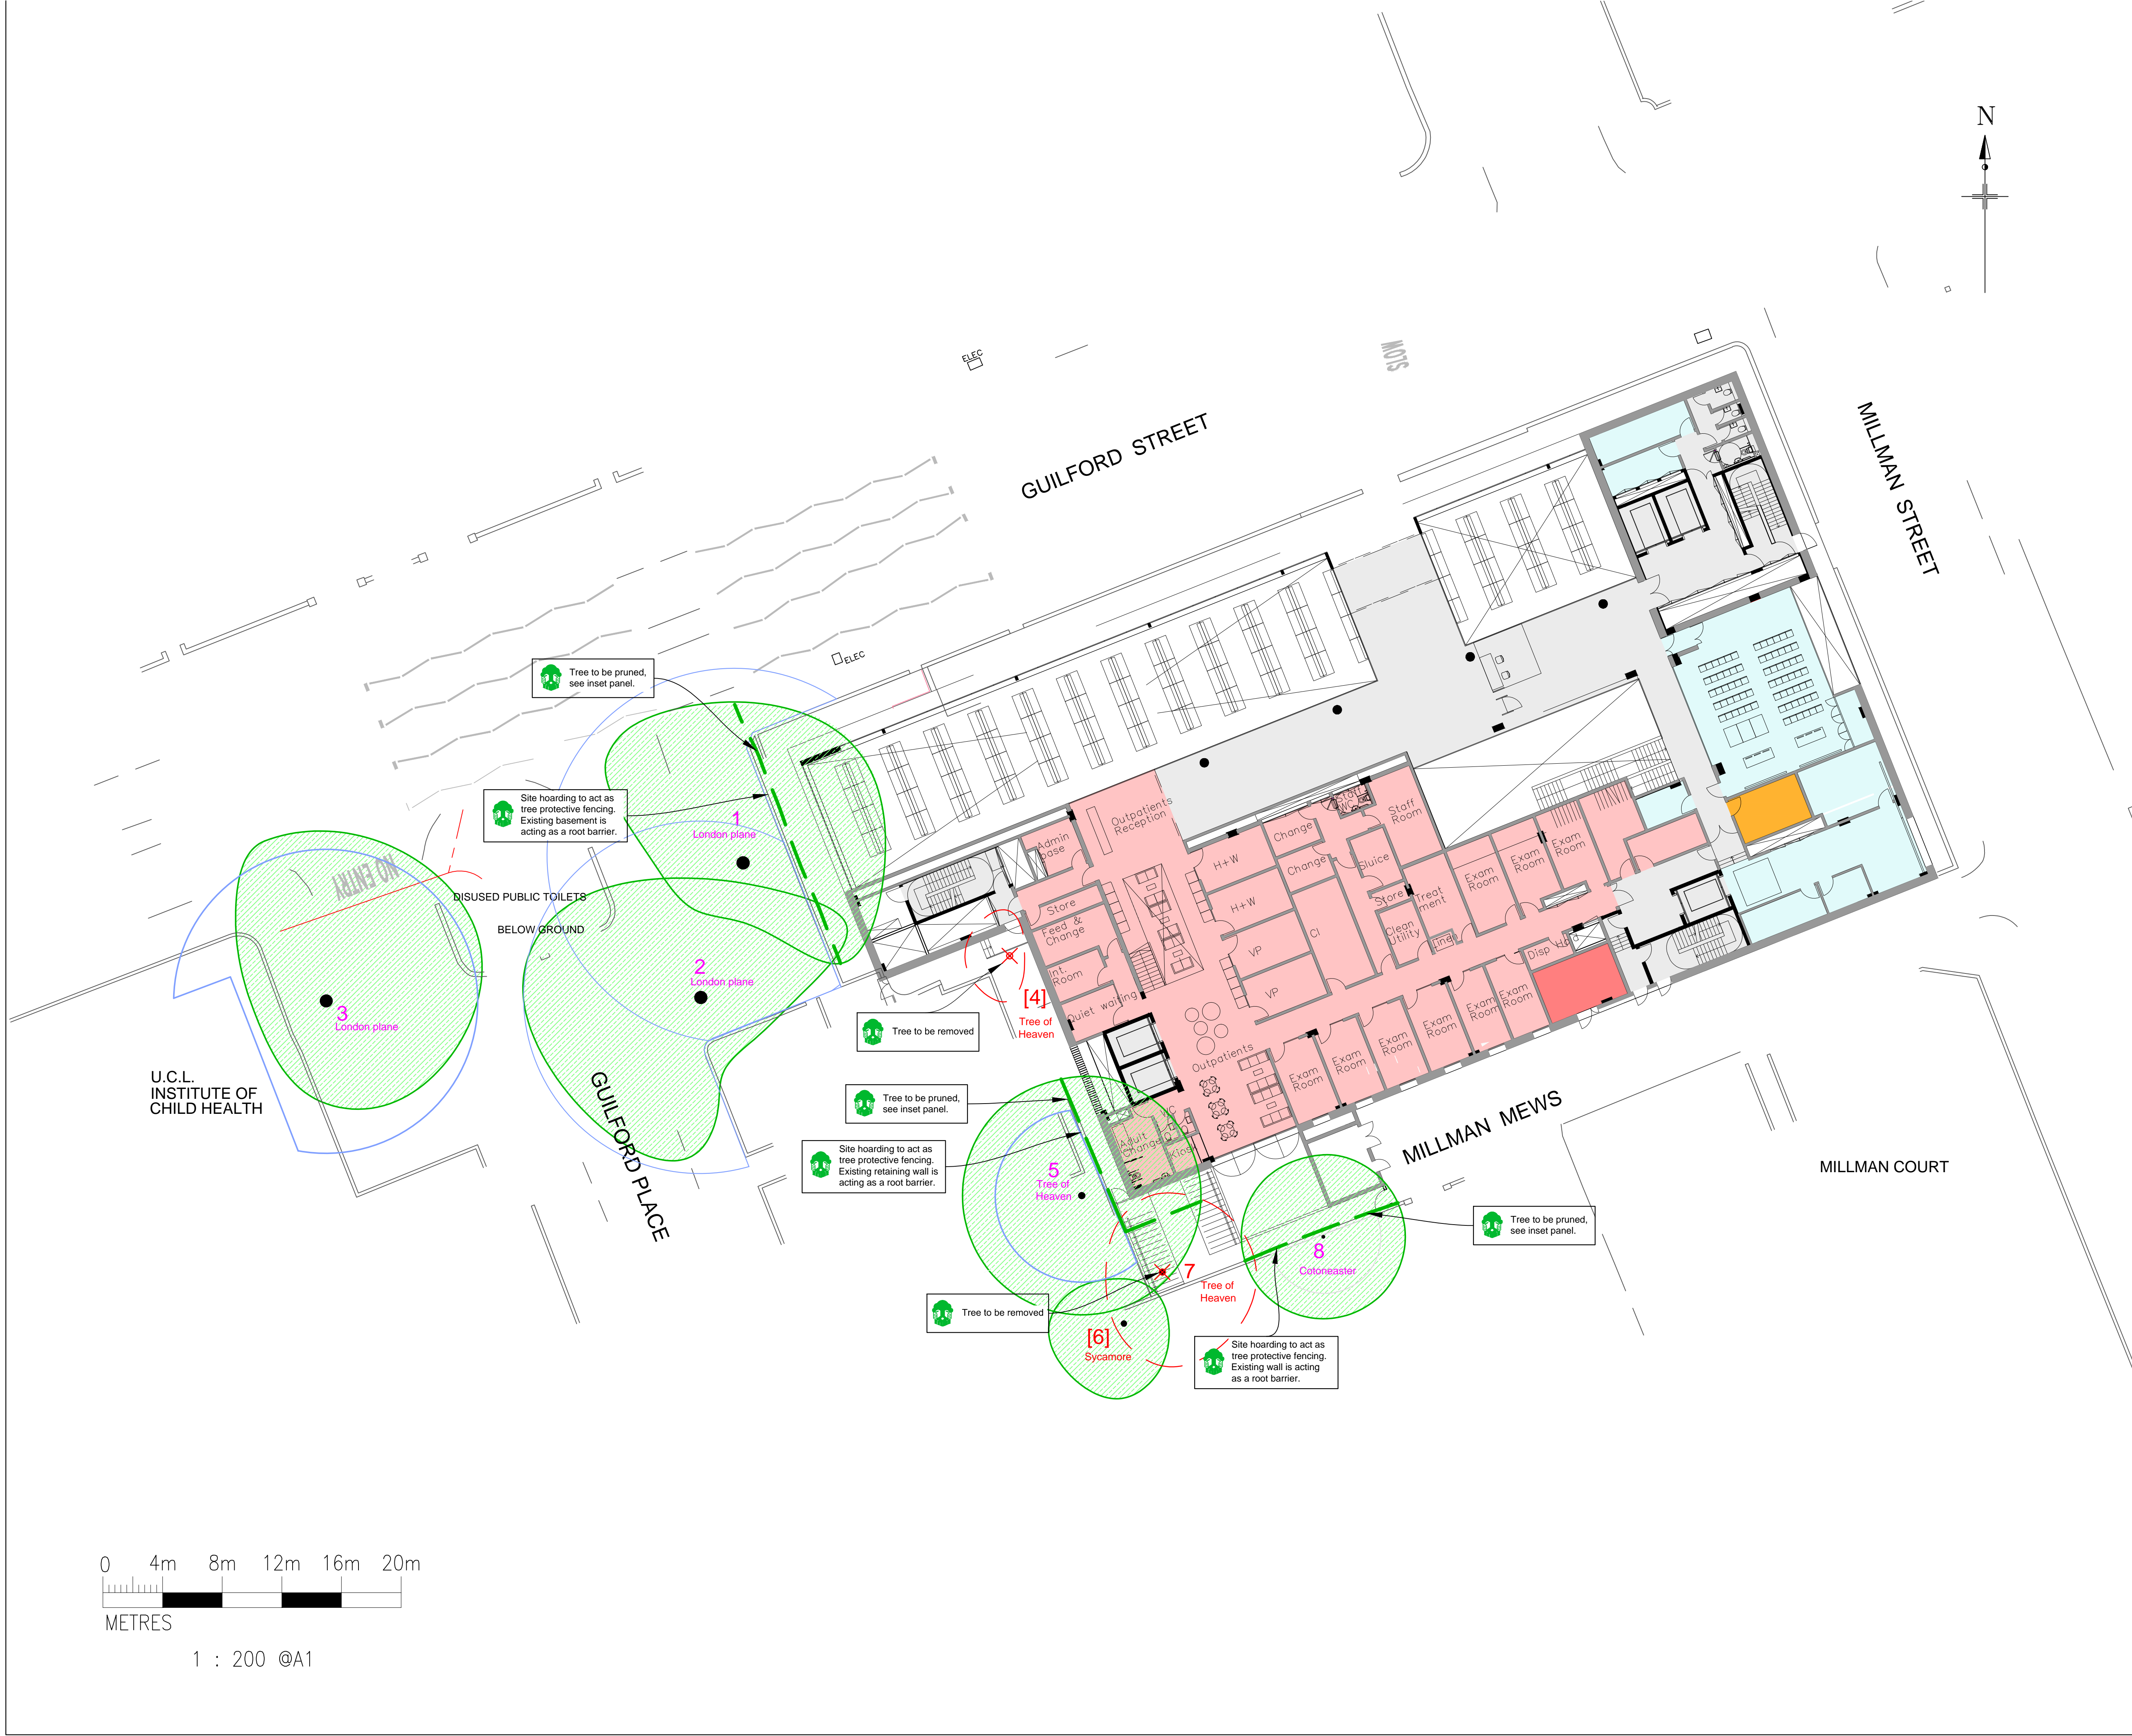 N
MILLMAN STREET
SLOW
ELEC
GUILFORD STREET
ELEC
Tree to be pruned,
see inset panel.
Site hoarding to act as
tree protective fencing.
Existing basement is
acting as a root barrier.
1
London plane
NO ENTRY
DISUSED PUBLIC TOILETS
BELOW GROUND
2
London plane
3
London plane
U.C.L.
INSTITUTE OF
CHILD HEALTH
GUILFORD PLACE
Outpatients
Reception
Admin
base
Store
Feed &
Change
Int.
Room
Quiet waiting
H+W
H+W
VP
VP
Change
Change
CI
Staff
WC
Staff
Room
Sluice
Store
Clean
Utility
Treat
ment
Linen
Exam
Room
Exam
Room
Exam
Room
Disp Hold
Exam
Room
Exam
Room
Exam
Room
Exam
Room
Exam
Room
Exam
Room
Outpatients
Adult
Change
WC
Kiosk
[4]
Tree of
Heaven
Tree to be removed
Tree to be pruned,
see inset panel.
Site hoarding to act as
tree protective fencing.
Existing retaining wall is
acting as a root barrier.
5
Tree of
Heaven
MILLMAN MEWS
MILLMAN COURT
Tree to be pruned,
see inset panel.
8
Cotoneaster
7
Tree of
Heaven
Tree to be removed
[6]
Sycamore
Site hoarding to act as
tree protective fencing.
Existing wall is acting
as a root barrier.
0 4m 8m 12m 16m 20m
METRES
1 : 200 @A1